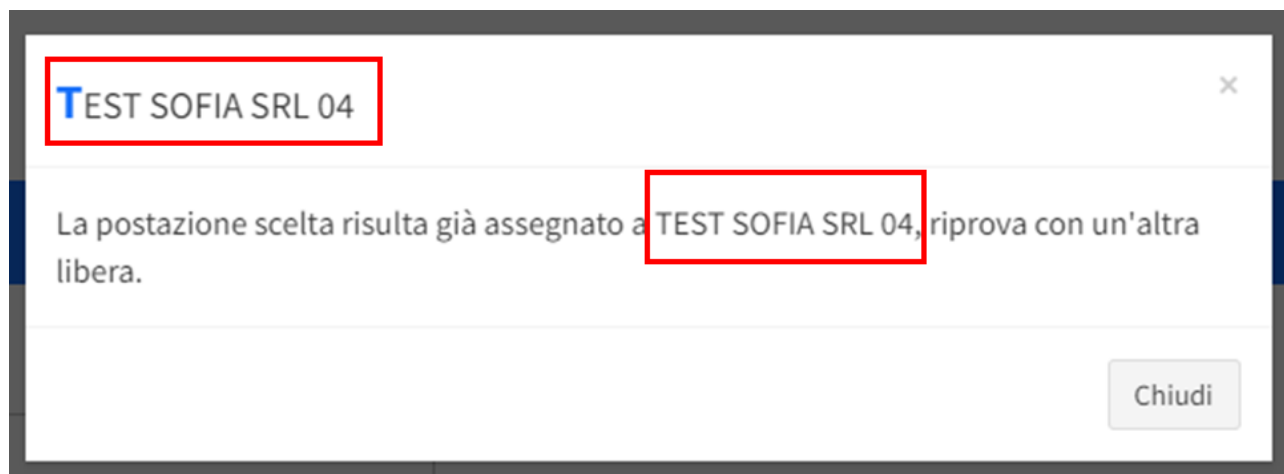 TEST SOFIA SRL 04
×
La postazione scelta risulta già assegnato a TEST SOFIA SRL 04, riprova con un'altra
libera.
Chiudi